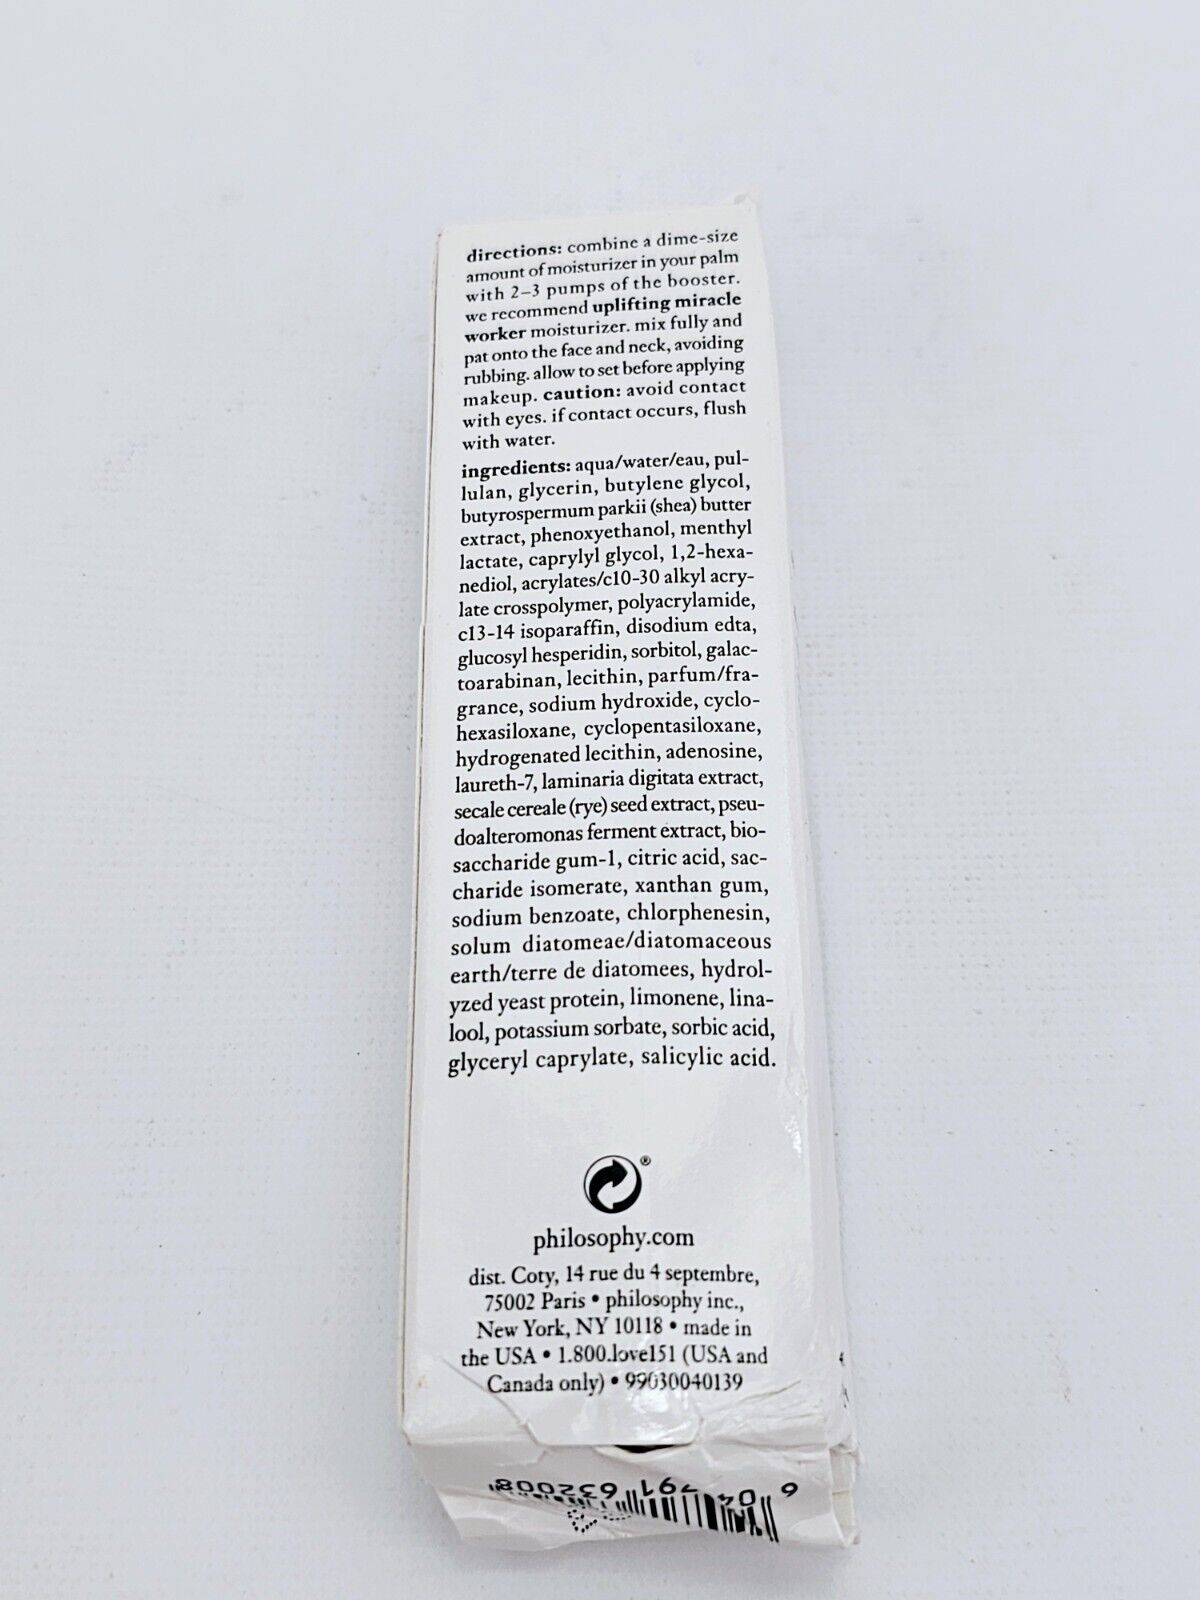 directions: combine a dime-size
amount of moisturizer in your palm
with 2–3 pumps of the booster.
we recommend uplifting miracle
worker moisturizer. mix fully and
pat onto the face and neck, avoiding
rubbing. allow to set before applying
makeup. caution: avoid contact
with eyes. if contact occurs, flush
with water.
ingredients: aqua/water/eau, pul-
lulan, glycerin, butylene glycol,
butyrospermum parkii (shea) butter
extract, phenoxyethanol, menthyl
lactate, caprylyl glycol, 1,2-hexa-
nediol, acrylates/c10-30 alkyl acry-
late crosspolymer, polyacrylamide,
c13-14 isoparaffin, disodium edta,
glucosyl hesperidin, sorbitol, galac-
toarabinan, lecithin, parfum/fra-
grance, sodium hydroxide, cyclo-
hexasiloxane, cyclopentasiloxane,
hydrogenated lecithin, adenosine,
laureth-7, laminaria digitata extract,
secale cereale (rye) seed extract, pseu-
doalteromonas ferment extract, bio-
saccharide gum-1, citric acid, sac-
charide isomerate, xanthan gum,
sodium benzoate, chlorphenesin,
solum diatomeae/diatomaceous
earth/terre de diatomees, hydrol-
yzed yeast protein, limonene, lina-
lool, potassium sorbate, sorbic acid,
glyceryl caprylate, salicylic acid.
®
philosophy.com
dist. Coty, 14 rue du 4 septembre,
75002 Paris • philosophy inc.,
New York, NY 10118 • made in
the USA • 1.800.love151 (USA and
Canada only) • 99030040139